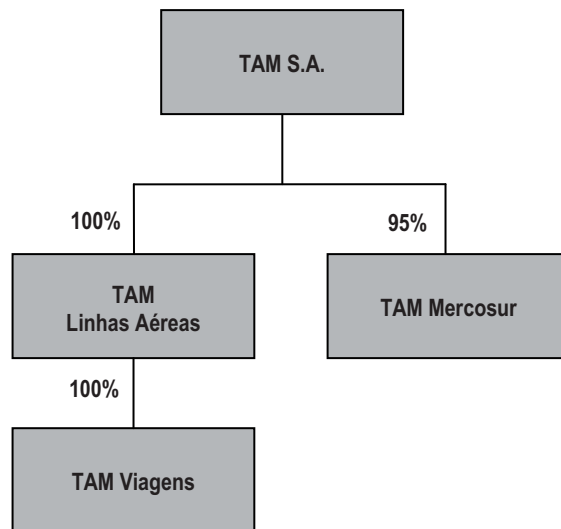 TAM S.A.
100%
95%
TAM
Linhas Aéreas
TAM Mercosur
100%
TAM Viagens